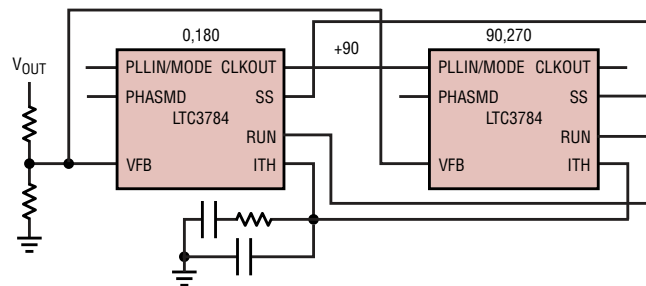 0,180
90,270
+90
VOUT
PLLIN/MODE CLKOUT
PHASMD SS
LTC3784
RUN
VFB ITH
PLLIN/MODE CLKOUT
PHASMD SS
LTC3784
RUN
VFB ITH